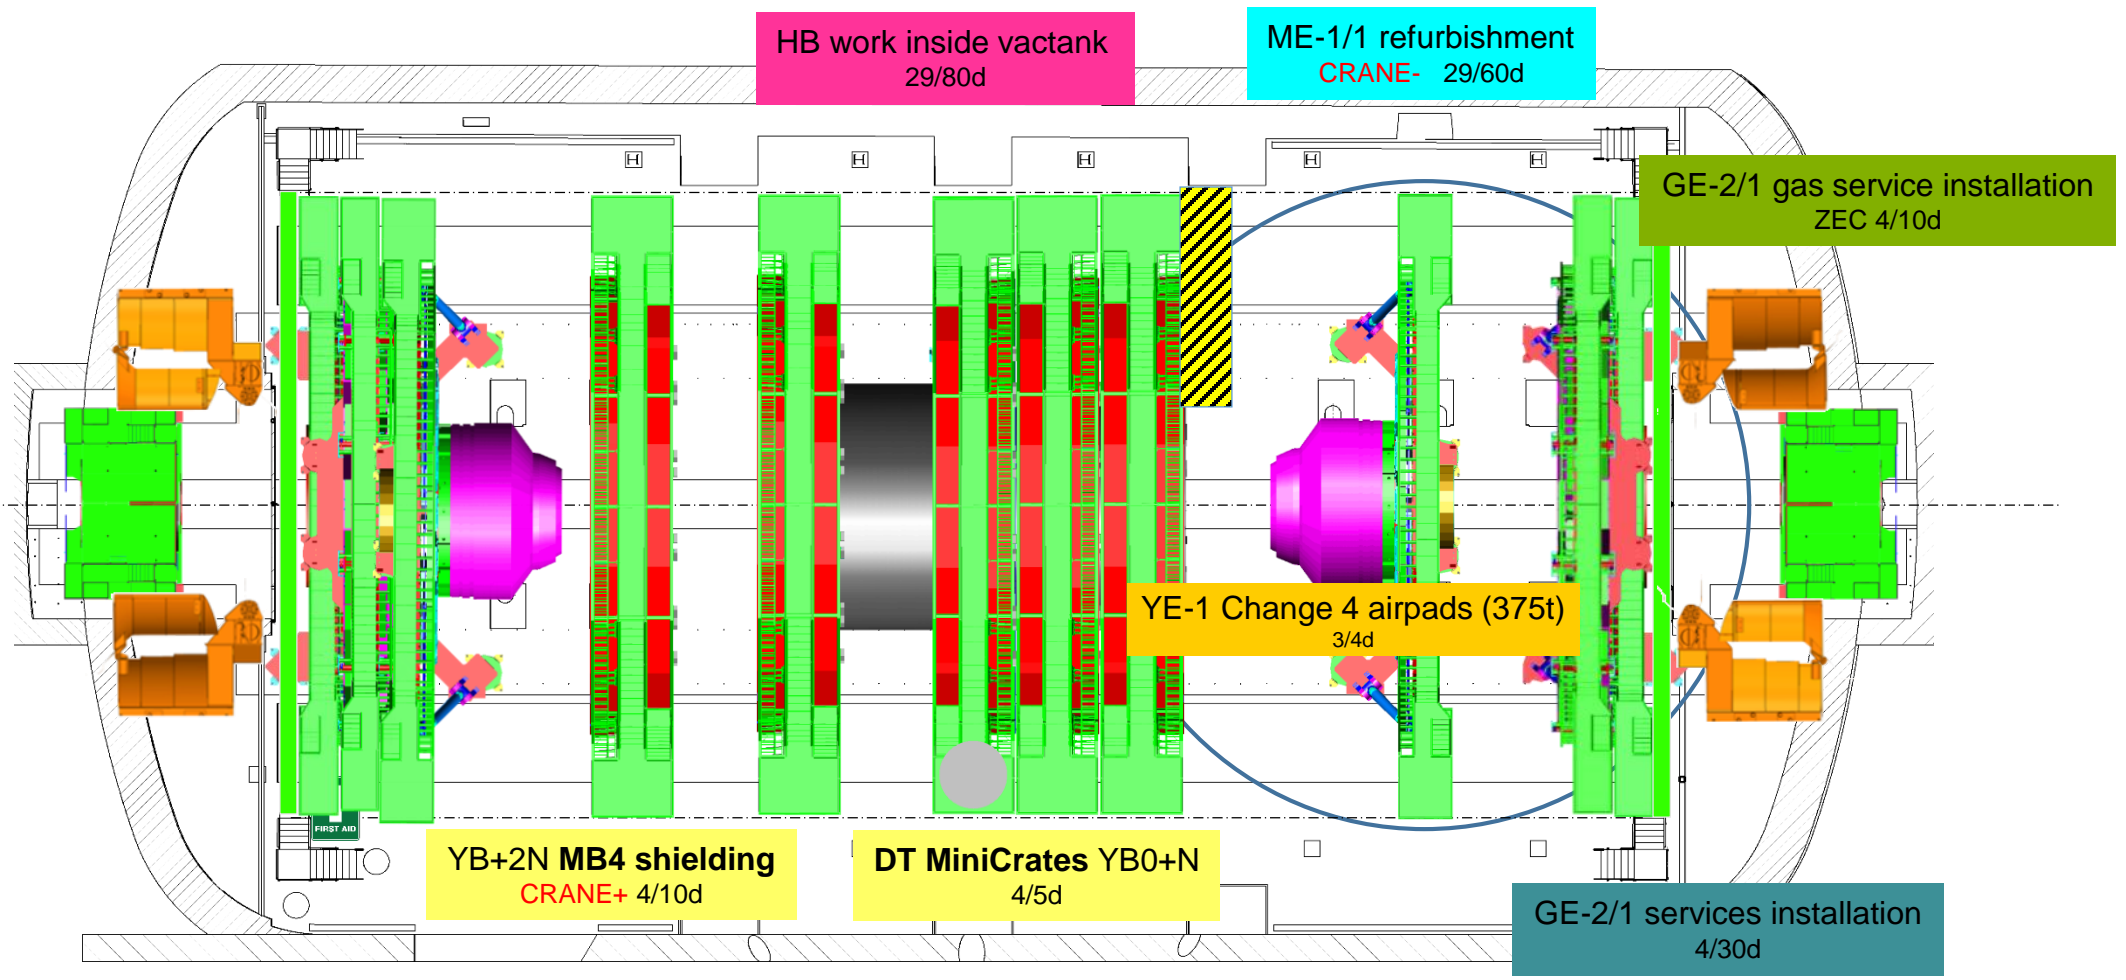 HB work inside vactank
29/80d
ME-1/1 refurbishment
CRANE- 29/60d
H
H
H
H
H
GE-2/1 gas service installation
ZEC 4/10d
YE-1 Change 4 airpads (375t)
3/4d
FIRST AID
YB+2N MB4 shielding
CRANE+ 4/10d
DT MiniCrates YB0+N
4/5d
GE-2/1 services installation
4/30d